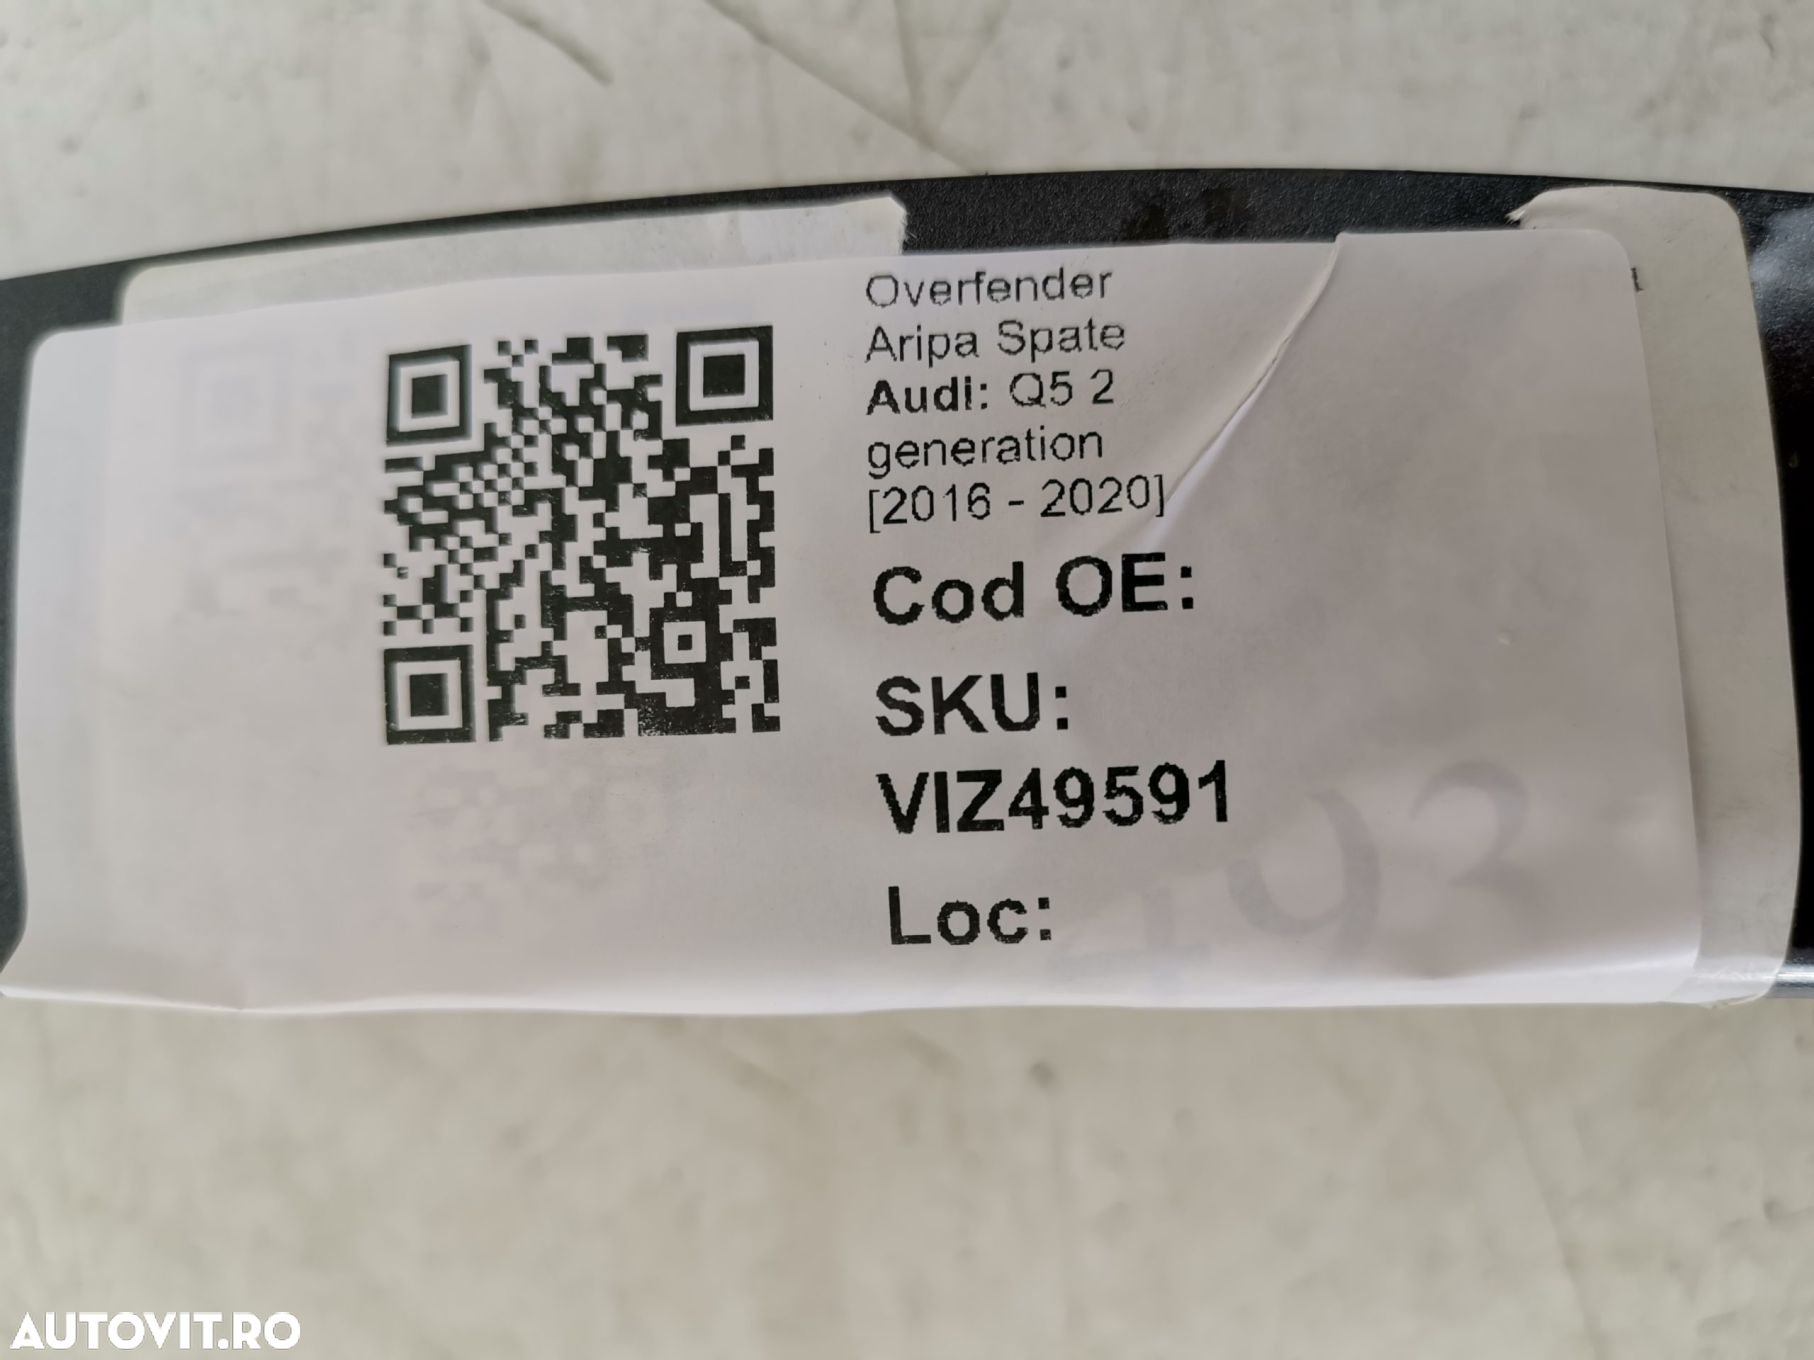 Overfender
Aripa Spate
Audi: Q5 2
generation
[2016 - 2020]
Cod OE:
SKU:
VIZ49591
Loc:
AUTOVIT.RO